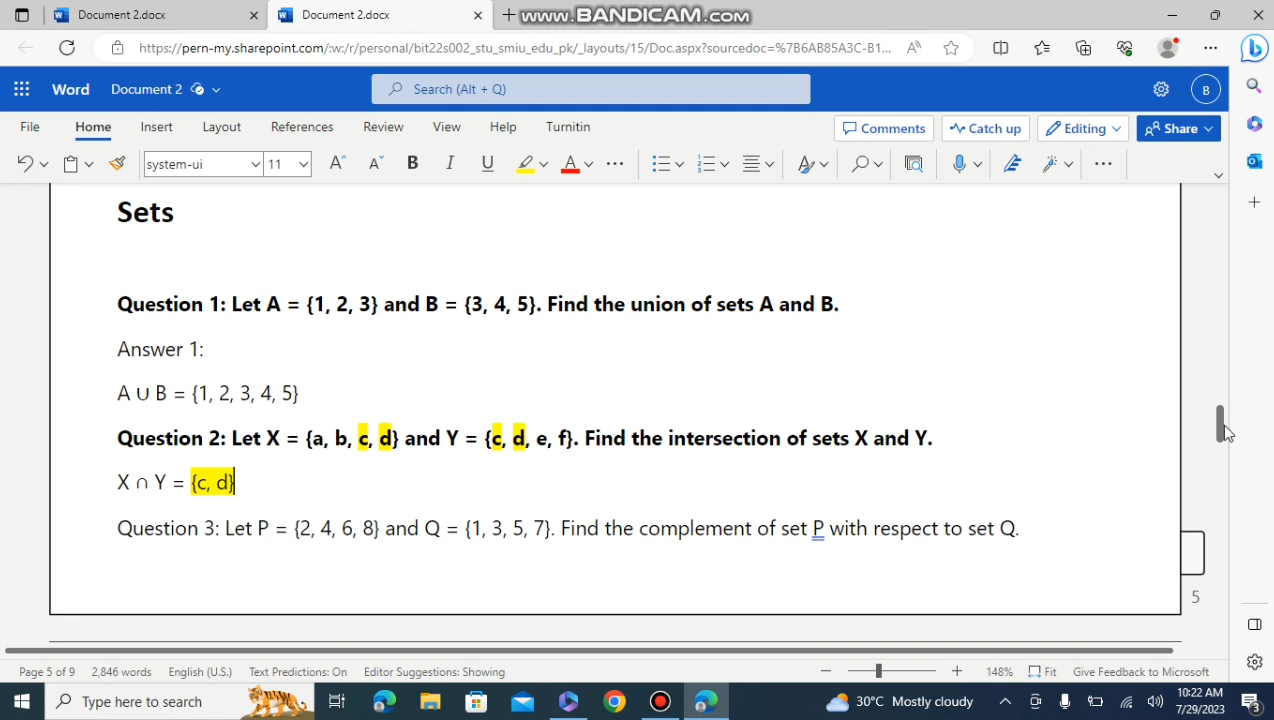 Document 2.docx
Document 2.docx
www.BANDICAM.com
https://pern-my.sharepoint.com/:w:/r/personal/bit22s002_stu_smiu_edu_pk/_layouts/15/Doc.aspx?sourcedoc=%7B6AB85A3C-B1...
Word
Document 2
Search (Alt + Q)
B
File
Home
Insert
Layout
References
Review
View
Help
Turnitin
Comments
Catch up
Editing
Share
system-ui
11
A
A
B
I
U
A
Sets
Question 1: Let A = {1, 2, 3} and B = {3, 4, 5}. Find the union of sets A and B.
Answer 1:
A ∪ B = {1, 2, 3, 4, 5}
Question 2: Let X = {a, b, c, d} and Y = {c, d, e, f}. Find the intersection of sets X and Y.
X ∩ Y = {c, d}
Question 3: Let P = {2, 4, 6, 8} and Q = {1, 3, 5, 7}. Find the complement of set P with respect to set Q.
5
Page 5 of 9
2,846 words
English (U.S.)
Text Predictions: On
Editor Suggestions: Showing
148%
Fit
Give Feedback to Microsoft
Type here to search
30°C Mostly cloudy
10:22 AM
7/29/2023
3